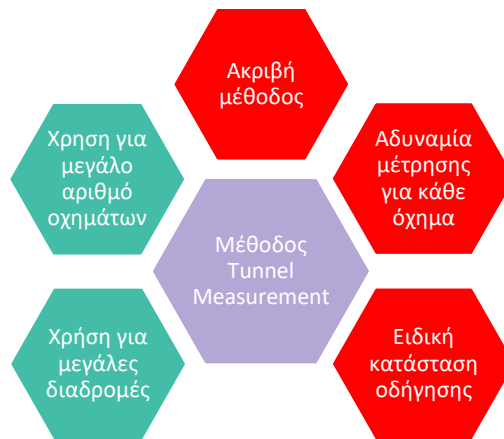 Ακριβή
μέθοδος
Χρηση για
μεγάλο
αριθμό
οχημάτων
Αδυναμία
μέτρησης
για κάθε
όχημα
Μέθοδος
Tunnel
Measurement
Χρήση για
μεγάλες
διαδρομές
Ειδική
κατάσταση
οδήγησης